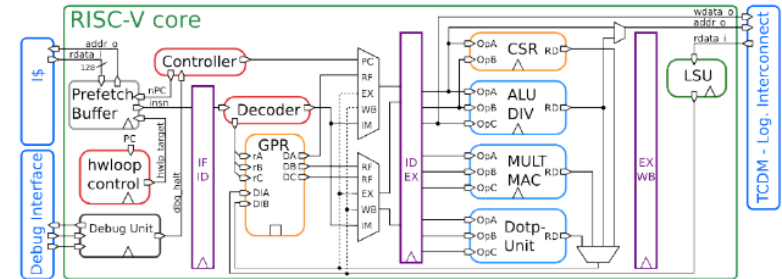 RISC-V core
I$
addr_o
rdata
128
Prefetch
Buffer
nPC
insn
PC
hwloop
control
hwlp_target
Debug Interface
Debug Unit
dbg_halt
Controller
IF
ID
Decoder
GPR
rA
rB
rC
DIA
DIB
DA
DB
DC
PC
RF
EX
WB
IM
RF
RF
EX
WB
IM
ID
EX
OpA
OpB
CSR
RD
OpA
OpB
OpC
ALU
DIV
RD
OpA
OpB
OpC
MULT
MAC
RD
OpA
OpB
OpC
Dotp-
Unit
RD
EX
WB
wdata_o
addr_o
rdata_i
LSU
TCDM - Log. Interconnect